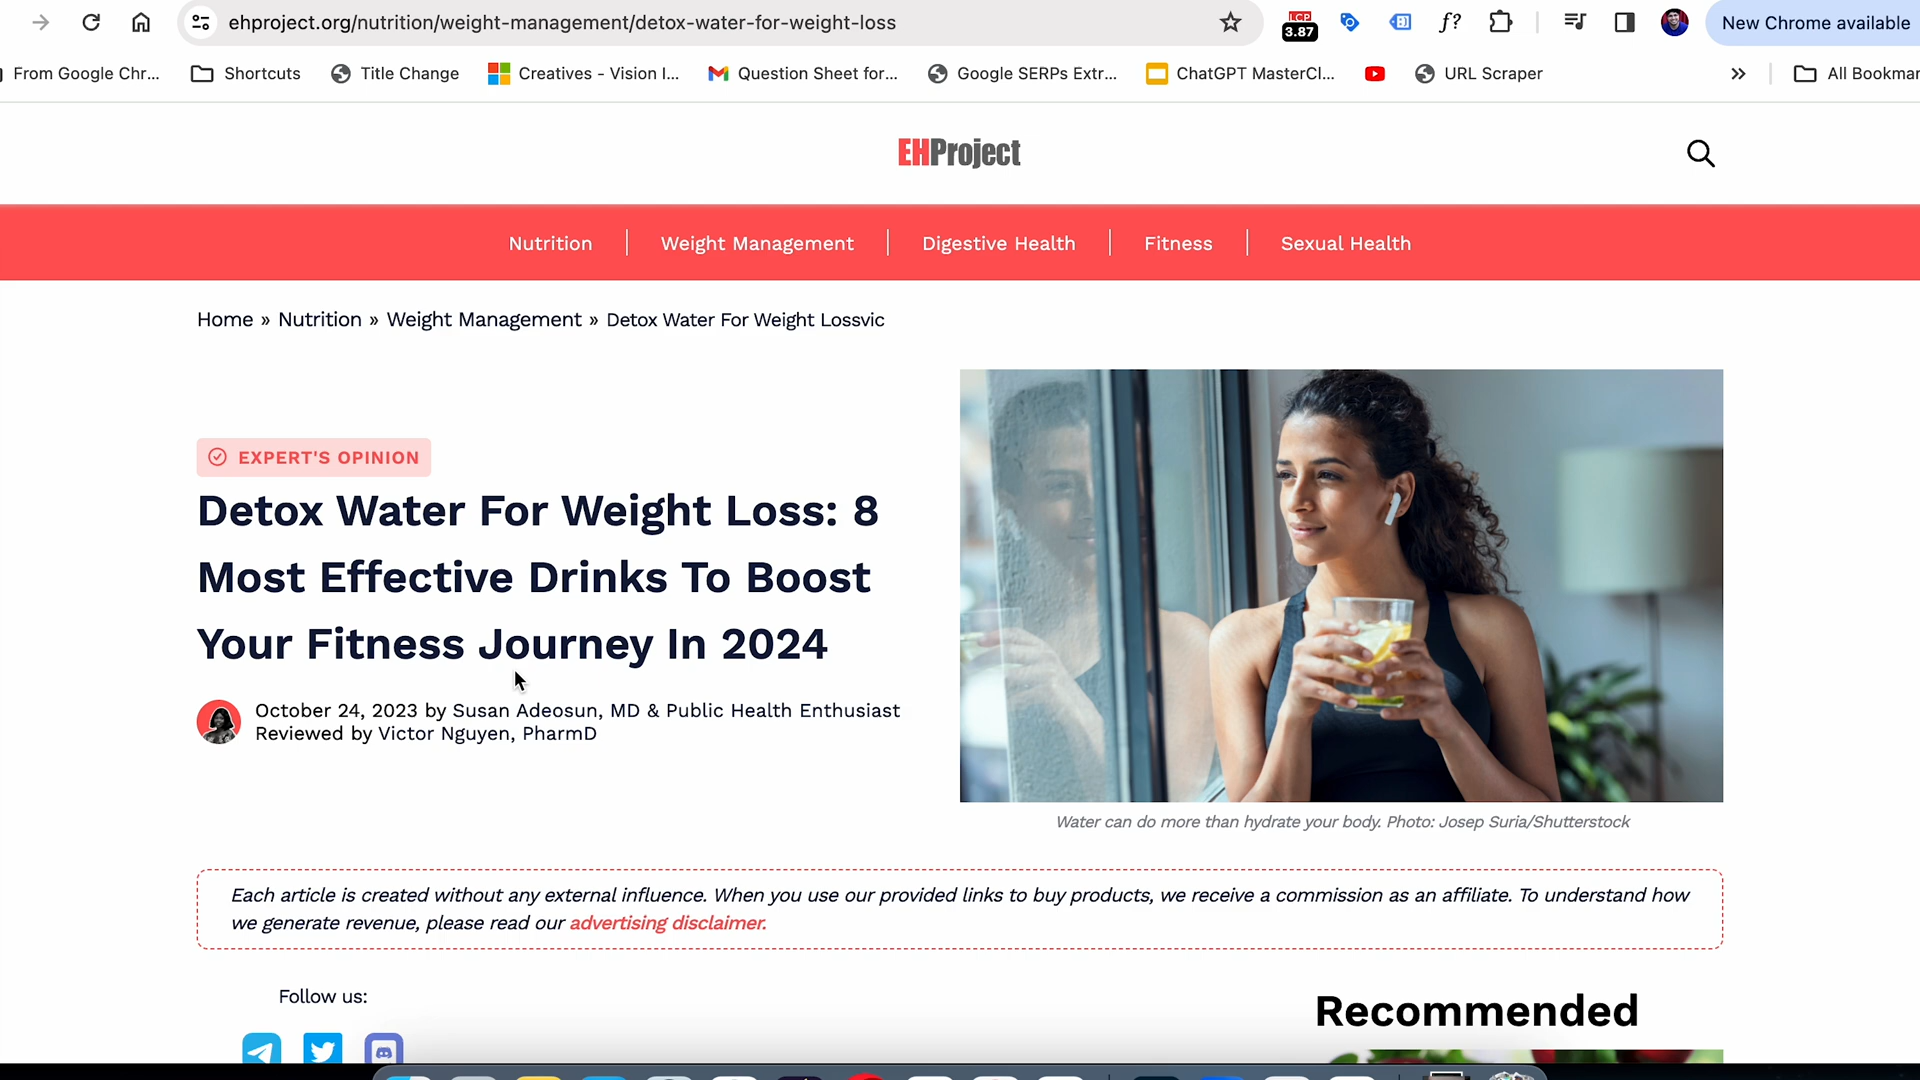 ehproject.org/nutrition/weight-management/detox-water-for-weight-loss
LCP
3.87
f?
New Chrome available
From Google Chr...
Shortcuts
Title Change
Creatives - Vision I...
Question Sheet for...
Google SERPs Extr...
ChatGPT MasterCl...
URL Scraper
»
All Bookmar
EHProject
Nutrition
Weight Management
Digestive Health
Fitness
Sexual Health
Home » Nutrition » Weight Management » Detox Water For Weight Lossvic
EXPERT'S OPINION
Detox Water For Weight Loss: 8
Most Effective Drinks To Boost
Your Fitness Journey In 2024
October 24, 2023 by Susan Adeosun, MD & Public Health Enthusiast
Reviewed by Victor Nguyen, PharmD
Water can do more than hydrate your body. Photo: Josep Suria/Shutterstock
Each article is created without any external influence. When you use our provided links to buy products, we receive a commission as an affiliate. To understand how
we generate revenue, please read our advertising disclaimer.
Follow us:
Recommended